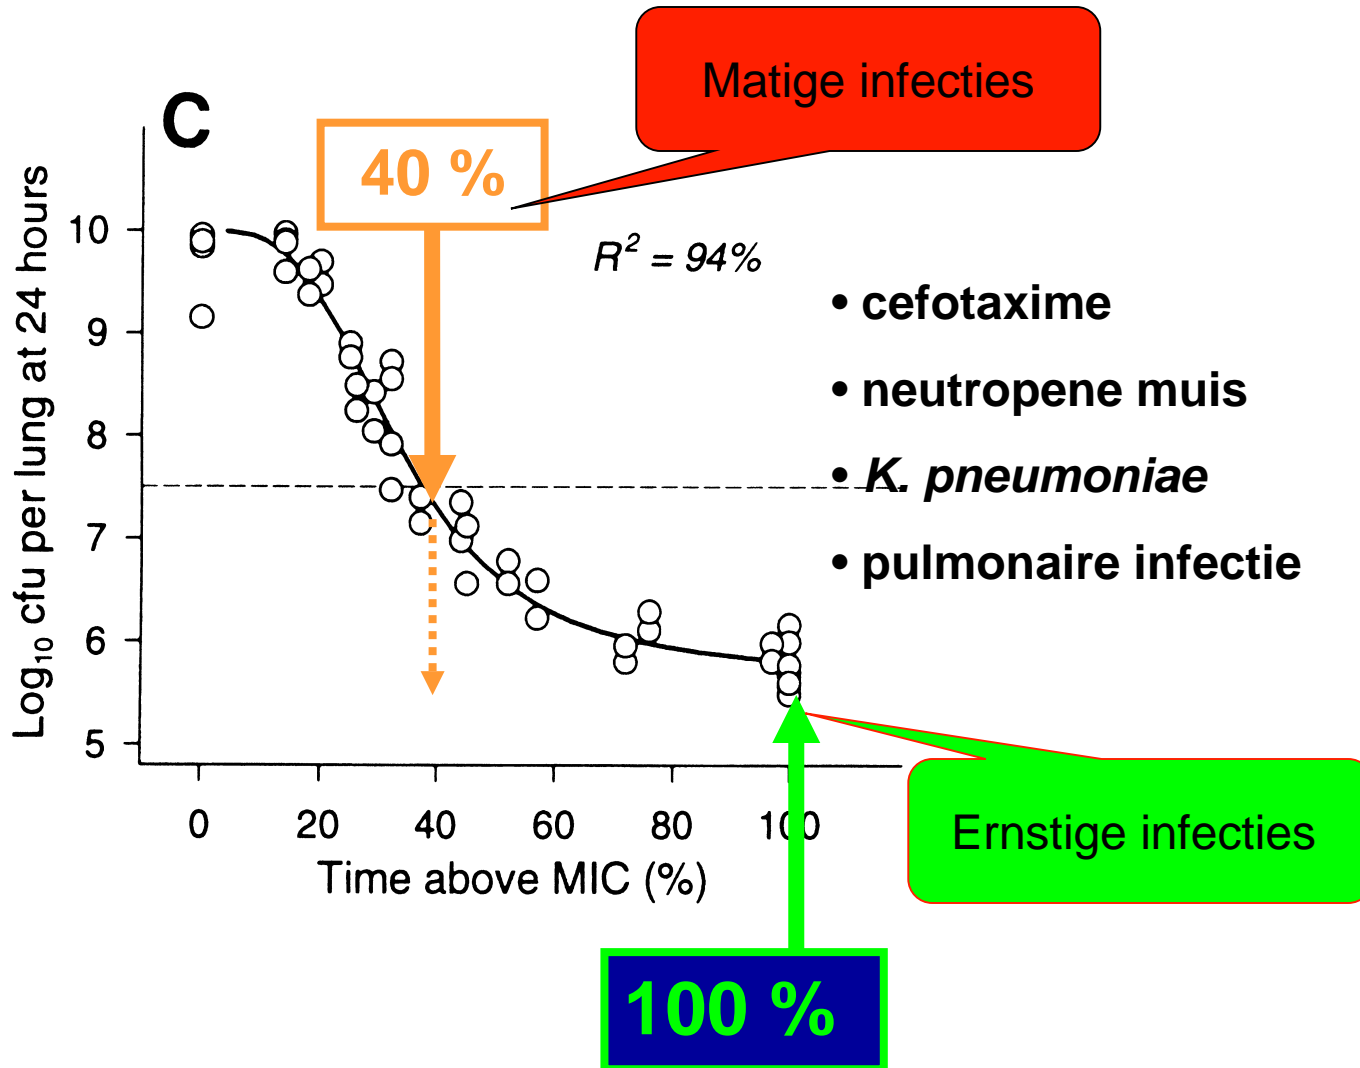 Matige infecties
C
40 %
R² = 94%
• cefotaxime
• neutropene muis
• K. pneumoniae
• pulmonaire infectie
Log₁₀ cfu per lung at 24 hours
10
9
8
7
6
5
0 20 40 60 80 100
Time above MIC (%)
Ernstige infecties
100 %